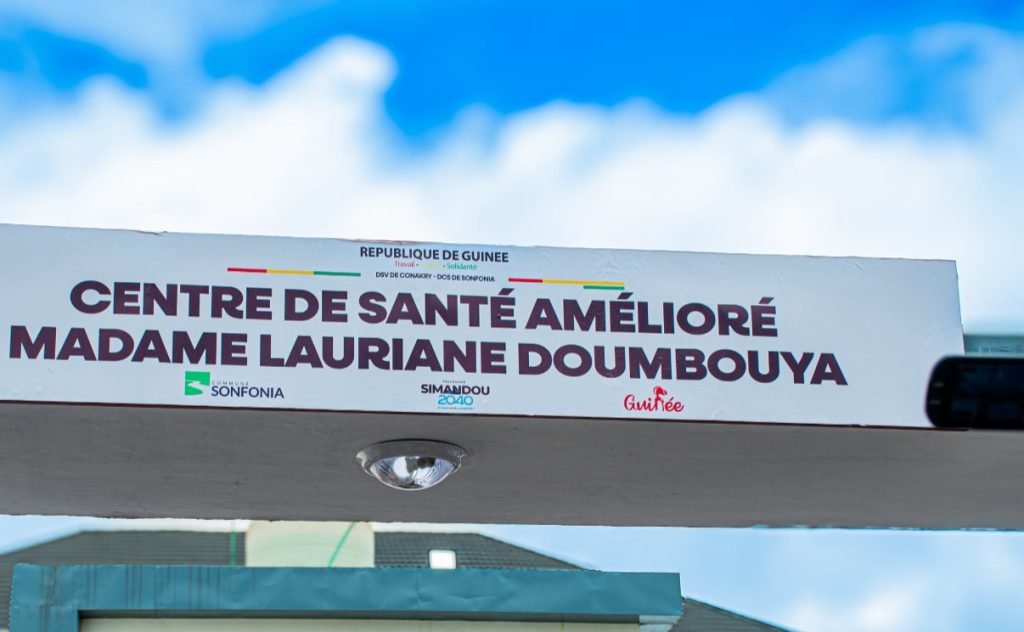 REPUBLIQUE DE GUINEE
Travail • Justice • Solidarité
DSV DE CONAKRY - DCS DE SONFONIA
CENTRE DE SANTÉ AMÉLIORÉ
MADAME LAURIANE DOUMBOUYA
COMMUNE
SONFONIA
SIMANDOU
2040
Guinée